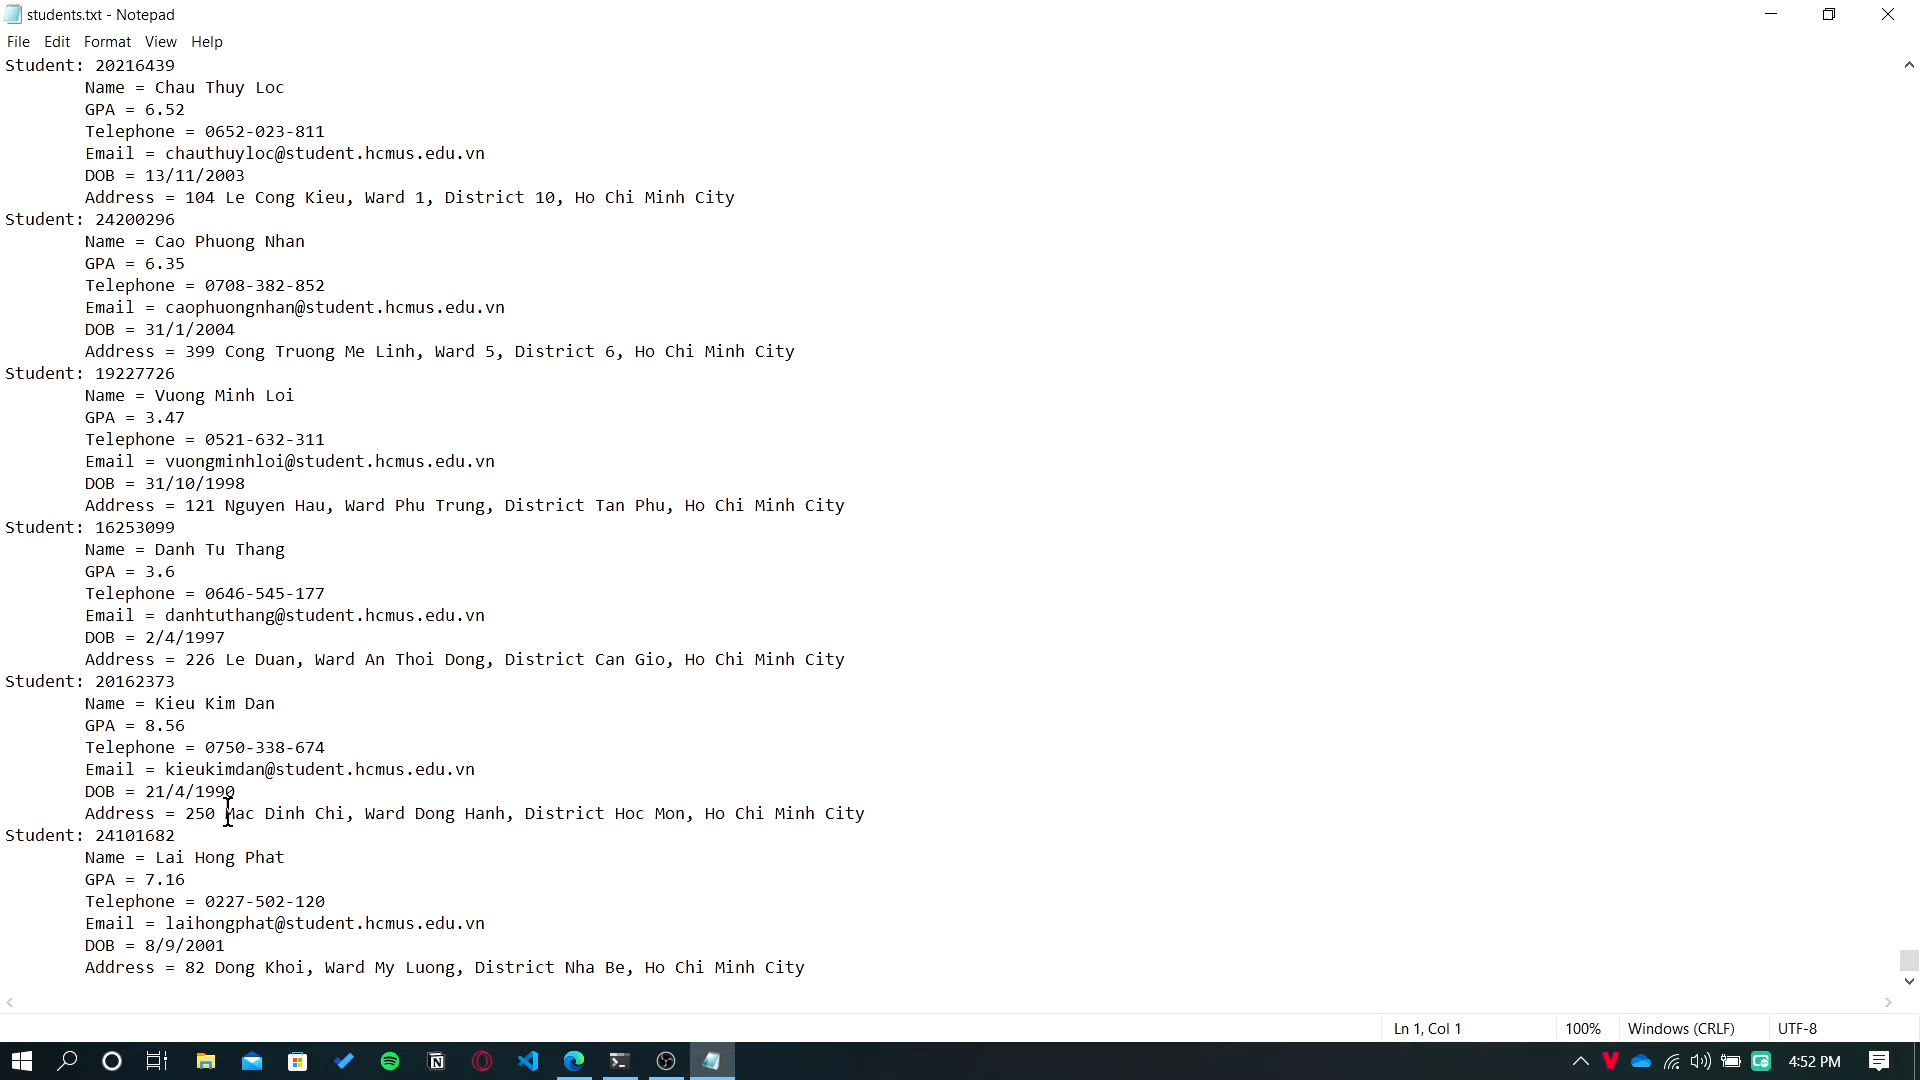 students.txt - Notepad
File Edit Format View Help
Student: 20216439
Name = Chau Thuy Loc
GPA = 6.52
Telephone = 0652-023-811
Email = chauthuyloc@student.hcmus.edu.vn
DOB = 13/11/2003
Address = 104 Le Cong Kieu, Ward 1, District 10, Ho Chi Minh City
Student: 24200296
Name = Cao Phuong Nhan
GPA = 6.35
Telephone = 0708-382-852
Email = caophuongnhan@student.hcmus.edu.vn
DOB = 31/1/2004
Address = 399 Cong Truong Me Linh, Ward 5, District 6, Ho Chi Minh City
Student: 19227726
Name = Vuong Minh Loi
GPA = 3.47
Telephone = 0521-632-311
Email = vuongminhloi@student.hcmus.edu.vn
DOB = 31/10/1998
Address = 121 Nguyen Hau, Ward Phu Trung, District Tan Phu, Ho Chi Minh City
Student: 16253099
Name = Danh Tu Thang
GPA = 3.6
Telephone = 0646-545-177
Email = danhtuthang@student.hcmus.edu.vn
DOB = 2/4/1997
Address = 226 Le Duan, Ward An Thoi Dong, District Can Gio, Ho Chi Minh City
Student: 20162373
Name = Kieu Kim Dan
GPA = 8.56
Telephone = 0750-338-674
Email = kieukimdan@student.hcmus.edu.vn
DOB = 21/4/1990
Address = 250 Mac Dinh Chi, Ward Dong Hanh, District Hoc Mon, Ho Chi Minh City
Student: 24101682
Name = Lai Hong Phat
GPA = 7.16
Telephone = 0227-502-120
Email = laihongphat@student.hcmus.edu.vn
DOB = 8/9/2001
Address = 82 Dong Khoi, Ward My Luong, District Nha Be, Ho Chi Minh City
Ln 1, Col 1 100% Windows (CRLF) UTF-8
4:52 PM